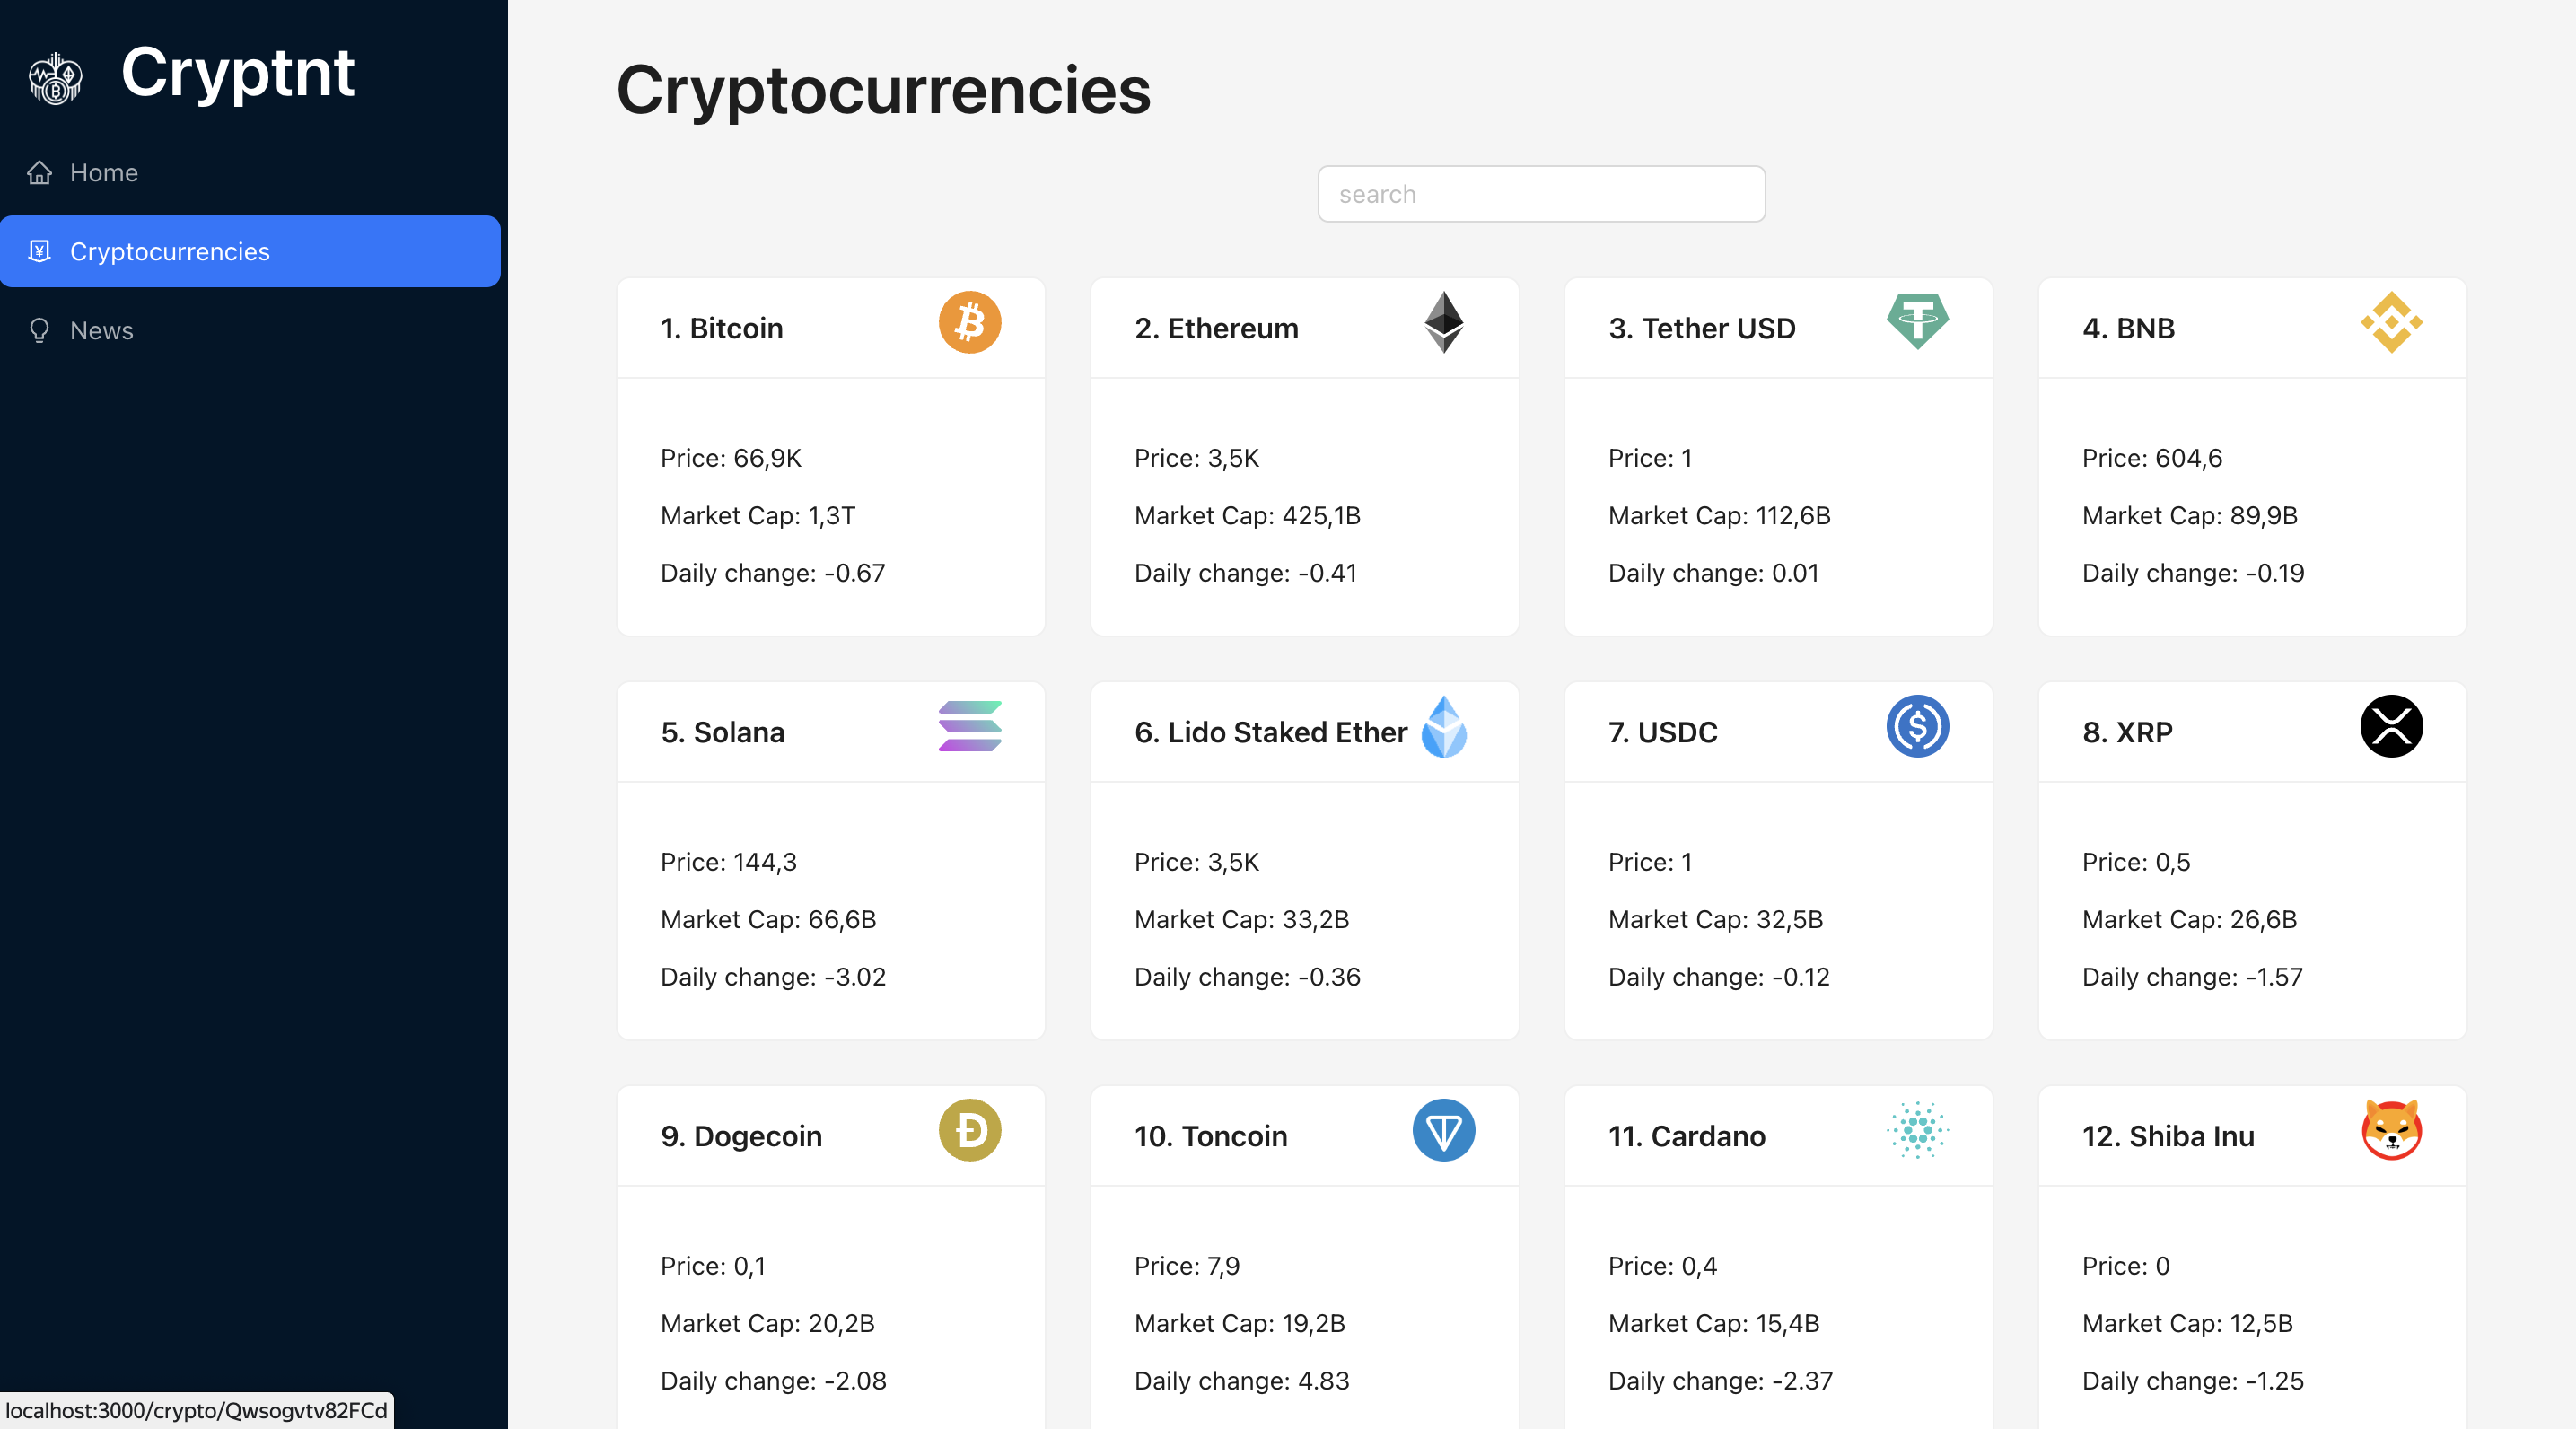 Cryptnt
Home
Cryptocurrencies
News
Cryptocurrencies
search
1. Bitcoin
Price: 66,9K
Market Cap: 1,3T
Daily change: -0.67
2. Ethereum
Price: 3,5K
Market Cap: 425,1B
Daily change: -0.41
3. Tether USD
Price: 1
Market Cap: 112,6B
Daily change: 0.01
4. BNB
Price: 604,6
Market Cap: 89,9B
Daily change: -0.19
5. Solana
Price: 144,3
Market Cap: 66,6B
Daily change: -3.02
6. Lido Staked Ether
Price: 3,5K
Market Cap: 33,2B
Daily change: -0.36
7. USDC
Price: 1
Market Cap: 32,5B
Daily change: -0.12
8. XRP
Price: 0,5
Market Cap: 26,6B
Daily change: -1.57
9. Dogecoin
Price: 0,1
Market Cap: 20,2B
Daily change: -2.08
10. Toncoin
Price: 7,9
Market Cap: 19,2B
Daily change: 4.83
11. Cardano
Price: 0,4
Market Cap: 15,4B
Daily change: -2.37
12. Shiba Inu
Price: 0
Market Cap: 12,5B
Daily change: -1.25
localhost:3000/crypto/Qwsogvtv82FCd